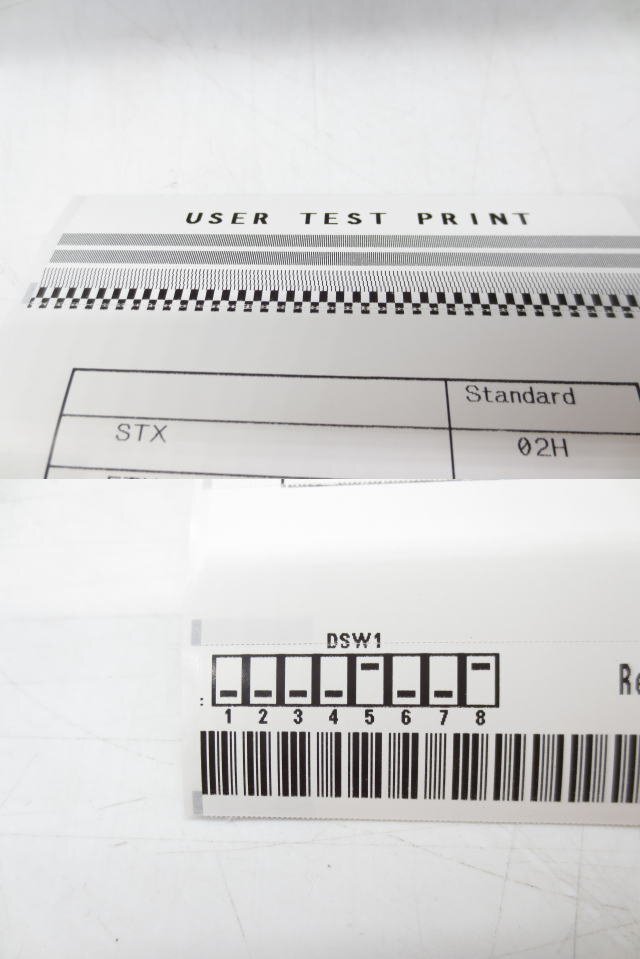 USER TEST PRINT
Standard
STX 02H
DSW1
:
1 2 3 4 5 6 7 8